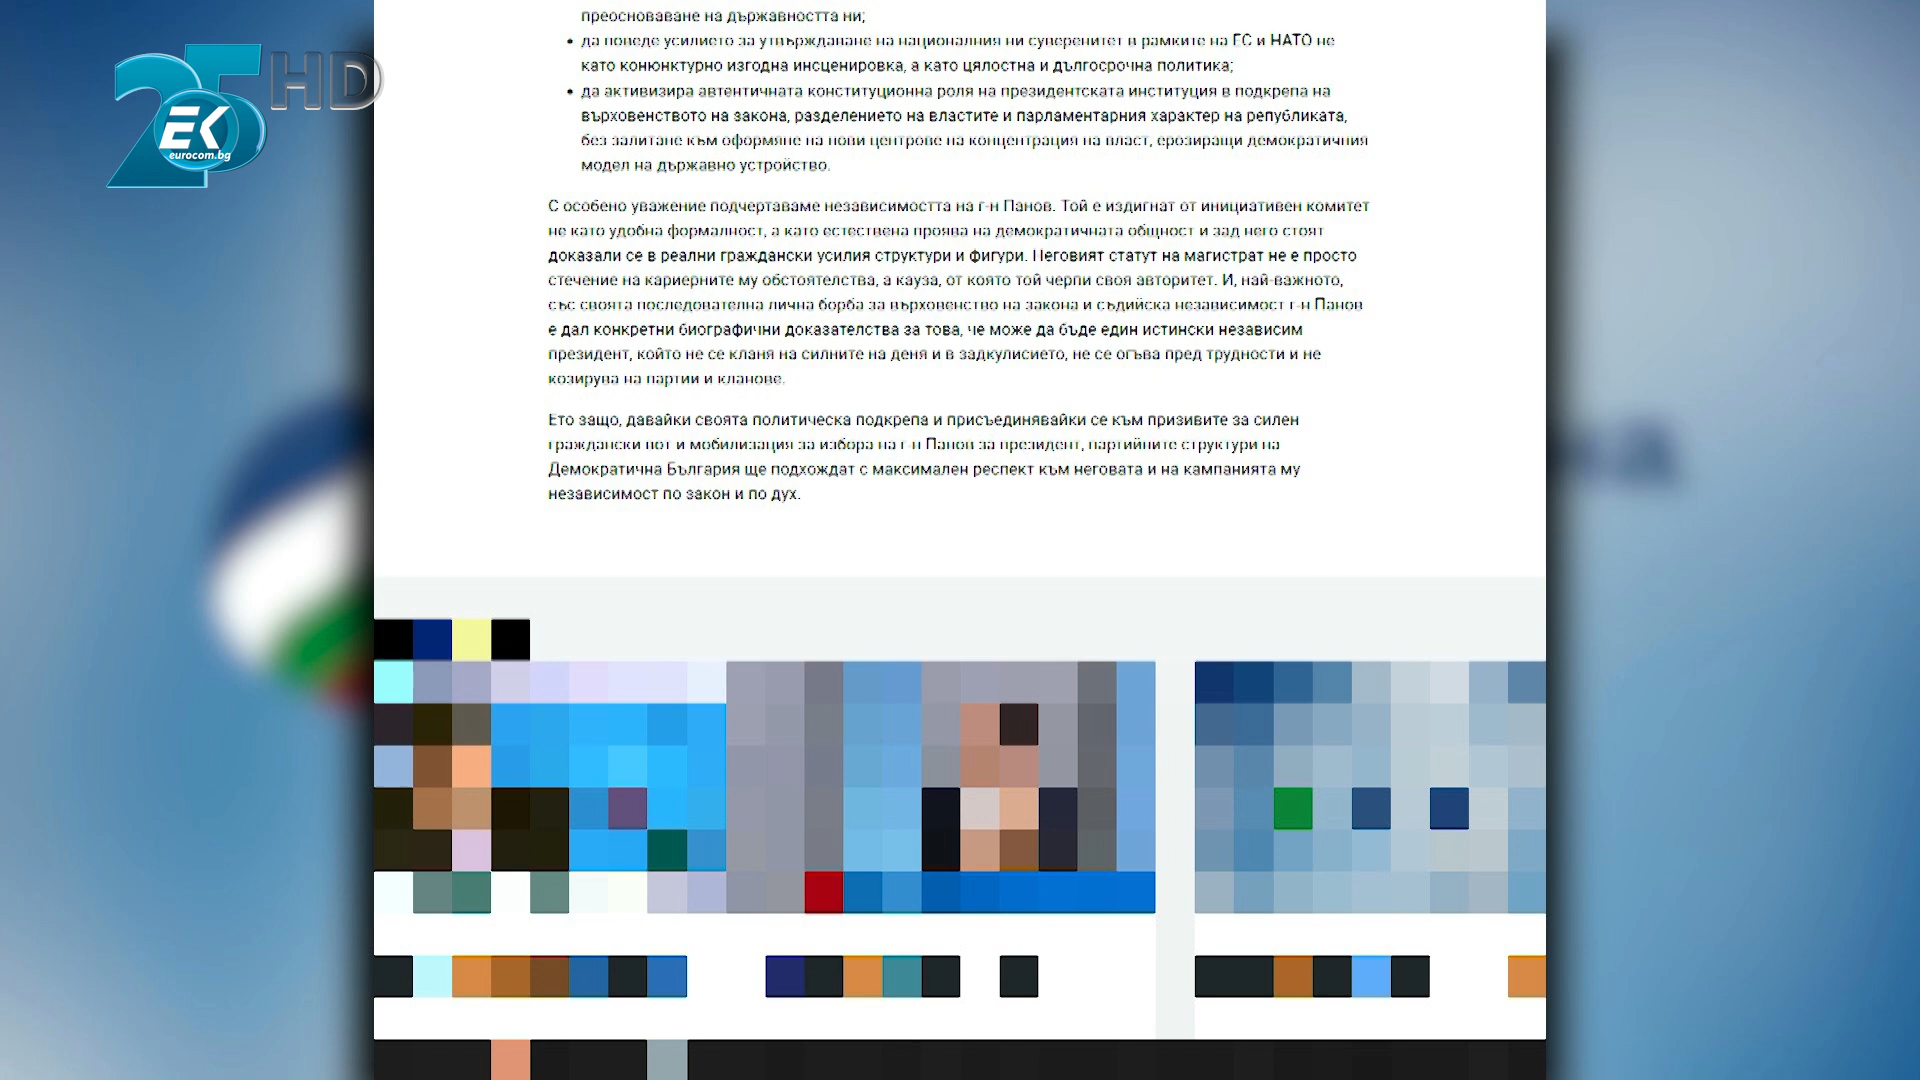 25 HD
EK
eurocom.bg
преосноваване на държавността ни;
• да поведе усилието за утвърждаване на националния ни суверенитет в рамките на ЕС и НАТО не
като конюнктурно изгодна инсценировка, а като цялостна и дългосрочна политика;
• да активизира автентичната конституционна роля на президентската институция в подкрепа на
върховенството на закона, разделението на властите и парламентарния характер на републиката,
без залитане към оформяне на нови центрове на концентрация на власт, ерозиращи демократичния
модел на държавно устройство.
С особено уважение подчертаваме независимостта на г-н Панов. Той е издигнат от инициативен комитет
не като удобна формалност, а като естествена проява на демократичната общност и зад него стоят
доказали се в реални граждански усилия структури и фигури. Неговият статут на магистрат не е просто
стечение на кариерните му обстоятелства, а кауза, от която той черпи своя авторитет. И, най-важното,
със своята последователна лична борба за върховенство на закона и съдийска независимост г-н Панов
е дал конкретни биографични доказателства за това, че може да бъде един истински независим
президент, който не се кланя на силните на деня и в задкулисието, не се огъва пред трудности и не
козирува на партии и кланове.
Ето защо, давайки своята политическа подкрепа и присъединявайки се към призивите за силен
граждански вот и мобилизация за избора на г-н Панов за президент, партийните структури на
Демократична България ще подхождат с максимален респект към неговата и на кампанията му
независимост по закон и по дух.